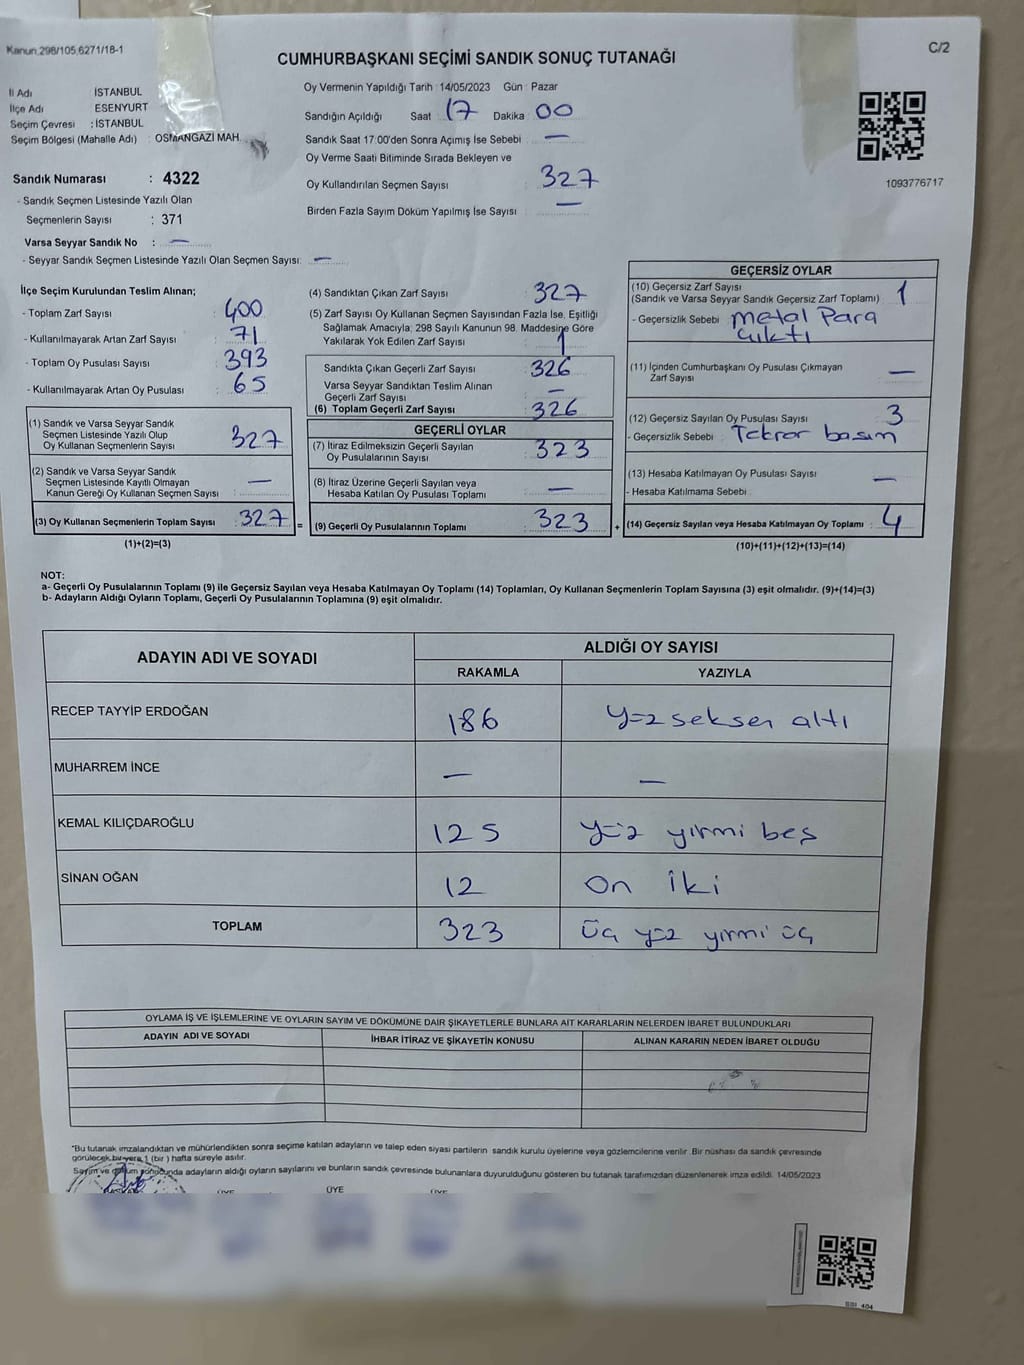 Kanun.298/105,6271/18-1
C/2
CUMHURBAŞKANI SEÇİMİ SANDIK SONUÇ TUTANAĞI
İl Adı İSTANBUL
İlçe Adı ESENYURT
Seçim Çevresi : İSTANBUL
Seçim Bölgesi (Mahalle Adı) : OSMANGAZİ MAH.
Sandık Numarası : 4322
- Sandık Seçmen Listesinde Yazılı Olan
Seçmenlerin Sayısı : 371
Varsa Seyyar Sandık No : —
- Seyyar Sandık Seçmen Listesinde Yazılı Olan Seçmen Sayısı: —
Oy Vermenin Yapıldığı Tarih : 14/05/2023 Gün : Pazar
Sandığın Açıldığı Saat : 17 Dakika : 00
Sandık Saat 17:00'den Sonra Açımış İse Sebebi : —
Oy Verme Saati Bitiminde Sırada Bekleyen ve
Oy Kullandırılan Seçmen Sayısı : 327
Birden Fazla Sayım Döküm Yapılmış İse Sayısı : —
1093776717
İlçe Seçim Kurulundan Teslim Alınan;
- Toplam Zarf Sayısı : 400
- Kullanılmayarak Artan Zarf Sayısı : 71
- Toplam Oy Pusulası Sayısı : 393
- Kullanılmayarak Artan Oy Pusulası : 65
(1) Sandık ve Varsa Seyyar Sandık
Seçmen Listesinde Yazılı Olup
Oy Kullanan Seçmenlerin Sayısı : 327
(2) Sandık ve Varsa Seyyar Sandık
Seçmen Listesinde Kayıtlı Olmayan
Kanun Gereği Oy Kullanan Seçmen Sayısı : —
(3) Oy Kullanan Seçmenlerin Toplam Sayısı : 327 =
(1)+(2)=(3)
(4) Sandıktan Çıkan Zarf Sayısı : 327
(5) Zarf Sayısı Oy Kullanan Seçmen Sayısından Fazla İse, Eşitliği
Sağlamak Amacıyla; 298 Sayılı Kanunun 98. Maddesine Göre
Yakılarak Yok Edilen Zarf Sayısı : 1
Sandıkta Çıkan Geçerli Zarf Sayısı : 326
Varsa Seyyar Sandıktan Teslim Alınan
Geçerli Zarf Sayısı : —
(6) Toplam Geçerli Zarf Sayısı : 326
GEÇERLİ OYLAR
(7) İtiraz Edilmeksizin Geçerli Sayılan
Oy Pusulalarının Sayısı : 323
(8) İtiraz Üzerine Geçerli Sayılan veya
Hesaba Katılan Oy Pusulası Toplamı : —
(9) Geçerli Oy Pusulalarının Toplamı : 323 +
GEÇERSİZ OYLAR
(10) Geçersiz Zarf Sayısı
(Sandık ve Varsa Seyyar Sandık Geçersiz Zarf Toplamı) : 1
- Geçersizlik Sebebi : metal Para
çıktı
(11) İçinden Cumhurbaşkanı Oy Pusulası Çıkmayan
Zarf Sayısı : —
(12) Geçersiz Sayılan Oy Pusulası Sayısı : 3
- Geçersizlik Sebebi : Tekrar basım
(13) Hesaba Katılmayan Oy Pusulası Sayısı : —
- Hesaba Katılmama Sebebi :
(14) Geçersiz Sayılan veya Hesaba Katılmayan Oy Toplamı : 4
(10)+(11)+(12)+(13)=(14)
NOT:
a- Geçerli Oy Pusulalarının Toplamı (9) ile Geçersiz Sayılan veya Hesaba Katılmayan Oy Toplamı (14) Toplamları, Oy Kullanan Seçmenlerin Toplam Sayısına (3) eşit olmalıdır. (9)+(14)=(3)
b- Adayların Aldığı Oyların Toplamı, Geçerli Oy Pusulalarının Toplamına (9) eşit olmalıdır.
ADAYIN ADI VE SOYADI ALDIĞI OY SAYISI
RAKAMLA YAZIYLA
RECEP TAYYİP ERDOĞAN 186 yüz seksen altı
MUHARREM İNCE — —
KEMAL KILIÇDAROĞLU 125 yüz yirmi beş
SİNAN OĞAN 12 on iki
TOPLAM 323 üç yüz yirmi üç
OYLAMA İŞ VE İŞLEMLERİNE VE OYLARIN SAYIM VE DÖKÜMÜNE DAİR ŞİKAYETLERLE BUNLARA AİT KARARLARIN NELERDEN İBARET BULUNDUKLARI
ADAYIN ADI VE SOYADI İHBAR İTİRAZ VE ŞİKAYETİN KONUSU ALINAN KARARIN NEDEN İBARET OLDUĞU
*Bu tutanak imzalandıktan ve mühürlendikten sonra seçime katılan adayların ve talep eden siyasi partilerin sandık kurulu üyelerine veya gözlemcilerine verilir. Bir nüshası da sandık çevresinde
görülecek bir yere 1 (bir ) hafta süreyle asılır.
Sayım ve döküm sonucunda adayların aldığı oyların sayılarını ve bunların sandık çevresinde bulunanlara duyurulduğunu gösteren bu tutanak tarafımızdan düzenlenerek imza edildi. 14/05/2023
BAŞKAN ÜYE ÜYE ÜYE